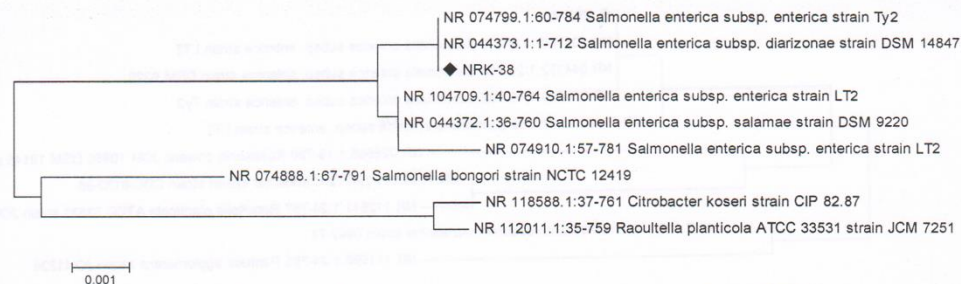 NR 074799.1:60-784 Salmonella enterica subsp. enterica strain Ty2
NR 044373.1:1-712 Salmonella enterica subsp. diarizonae strain DSM 14847
NRK-38
NR 104709.1:40-764 Salmonella enterica subsp. enterica strain LT2
NR 044372.1:36-760 Salmonella enterica subsp. salamae strain DSM 9220
NR 074910.1:57-781 Salmonella enterica subsp. enterica strain LT2
NR 074888.1:67-791 Salmonella bongori strain NCTC 12419
NR 118588.1:37-761 Citrobacter koseri strain CIP 82.87
NR 112011.1:35-759 Raoultella planticola ATCC 33531 strain JCM 7251
0.001